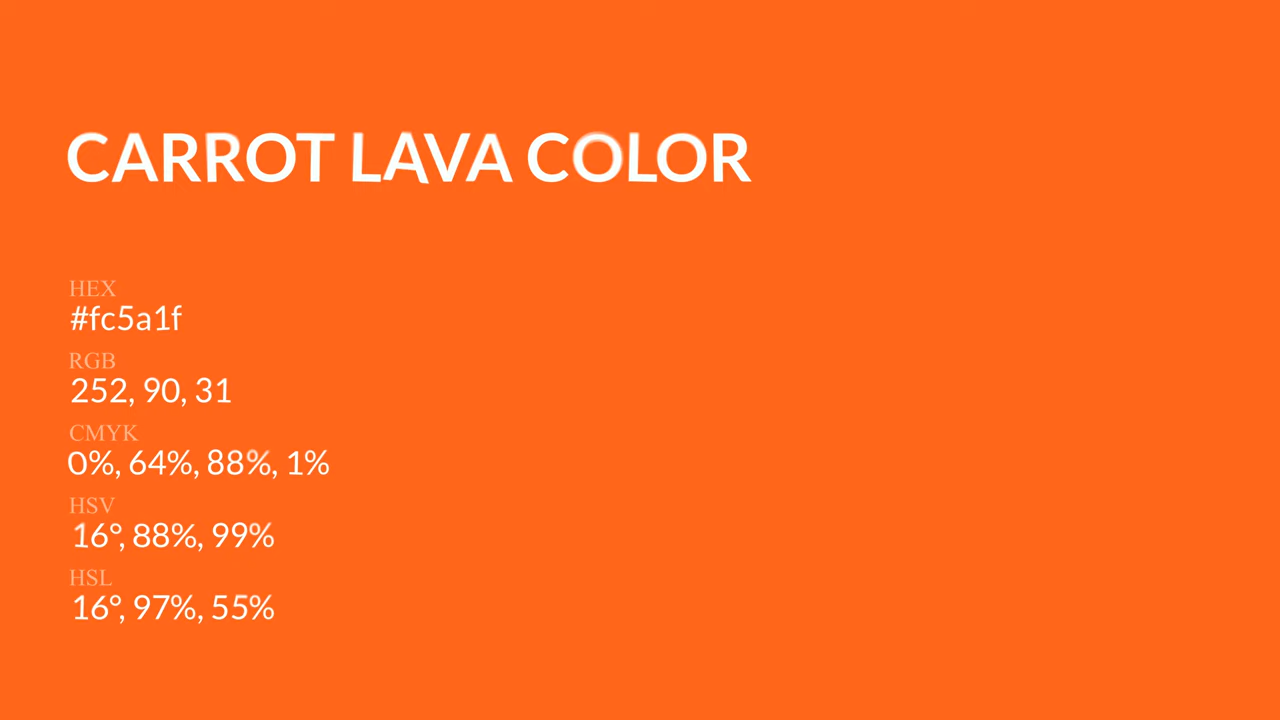 CARROT LAVA COLOR
HEX
#fc5a1f
RGB
252, 90, 31
CMYK
0%, 64%, 88%, 1%
HSV
16°, 88%, 99%
HSL
16°, 97%, 55%